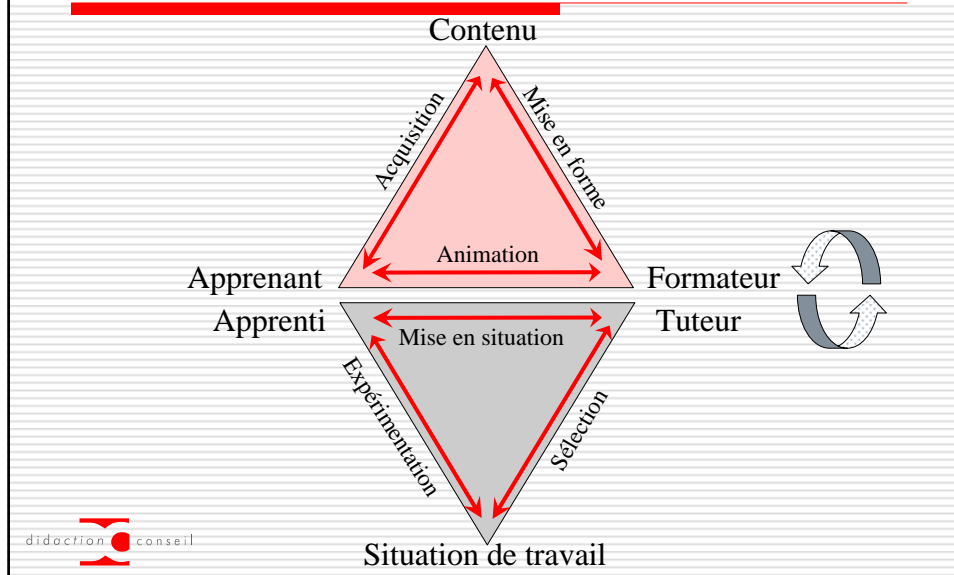 Contenu
Acquisition
Mise en forme
Animation
Apprenant
Formateur
Apprenti
Tuteur
Mise en situation
Expérimentation
Sélection
didaction conseil
Situation de travail